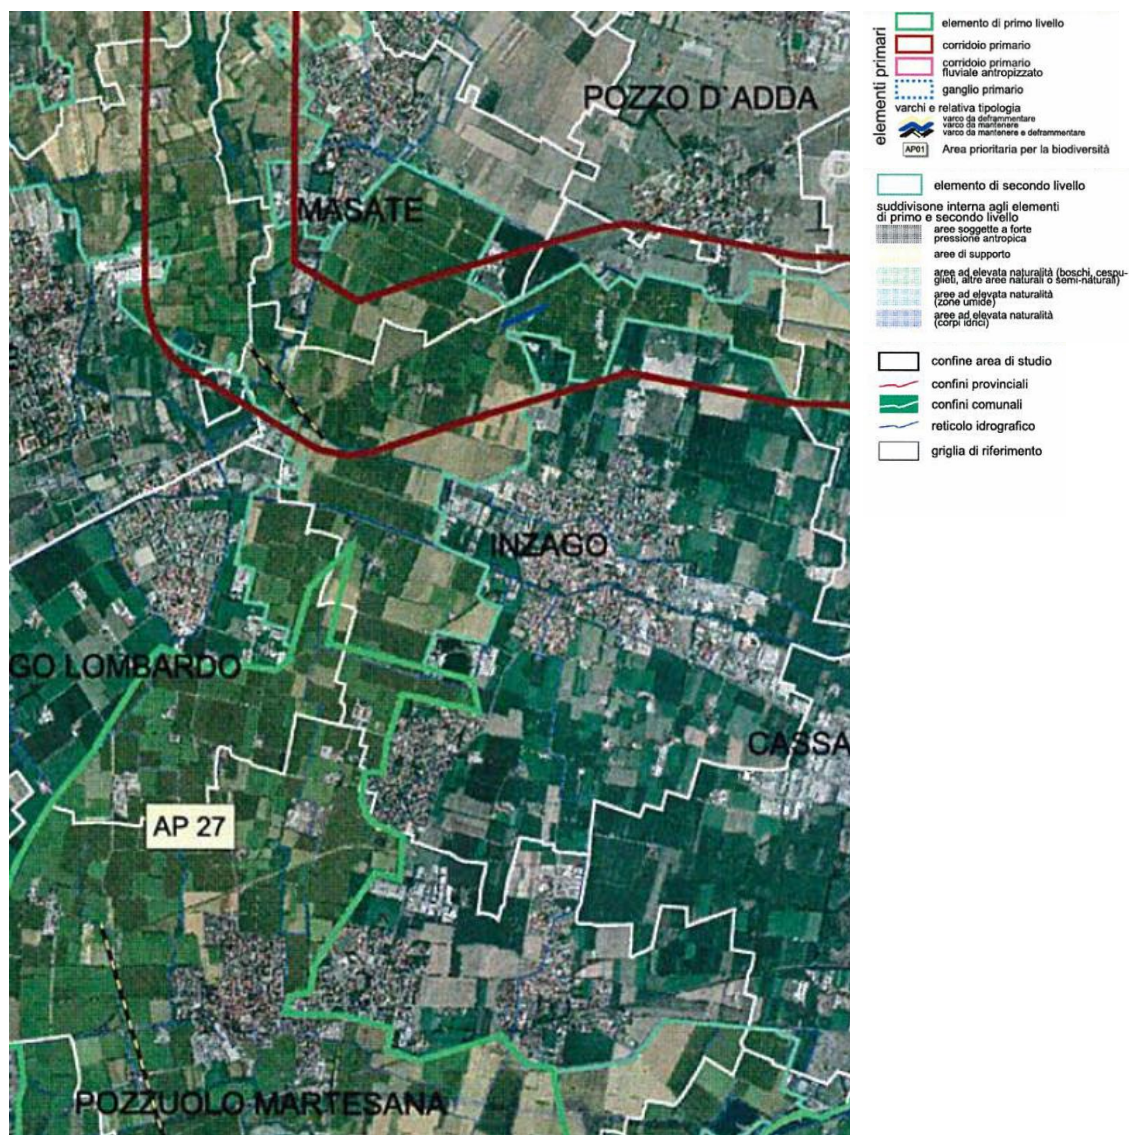 POZZO D`ADDA
MASATE
INZAGO
GO LOMBARDO
CASSA
AP 27
POZZUOLO MARTESANA
elementi primari
elemento di primo livello
corridoio primario
corridoio primario
fluviale antropizzato
ganglio primario
varchi e relativa tipologia
varco da deframmentare
varco da mantenere
varco da mantenere e deframmentare
AP01
Area prioritaria per la biodiversità
elemento di secondo livello
suddivisone interna agli elementi
di primo e secondo livello
aree soggette a forte
pressione antropica
aree di supporto
aree ad elevata naturalità (boschi, cespu-
glieti, altre aree naturali o semi-naturali)
aree ad elevata naturalità
(zone umide)
aree ad elevata naturalità
(corpi idrici)
confine area di studio
confini provinciali
confini comunali
reticolo idrografico
griglia di riferimento